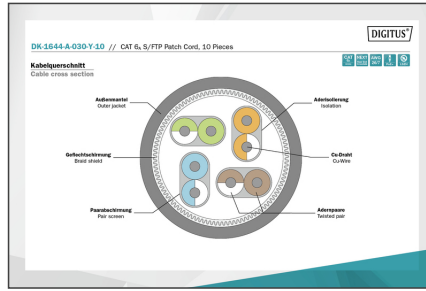 DIGITUS®
DK-1644-A-030-Y-10 // CAT 6A S/FTP Patch Cord, 10 Pieces
Kabelquerschnitt
Cable cross section
Außenmantel
Outer jacket
Aderisolierung
Isolation
Geflechtschirmung
Braid shield
Cu-Draht
Cu-Wire
Paarabschirmung
Pair screen
Adernpaare
Twisted pair